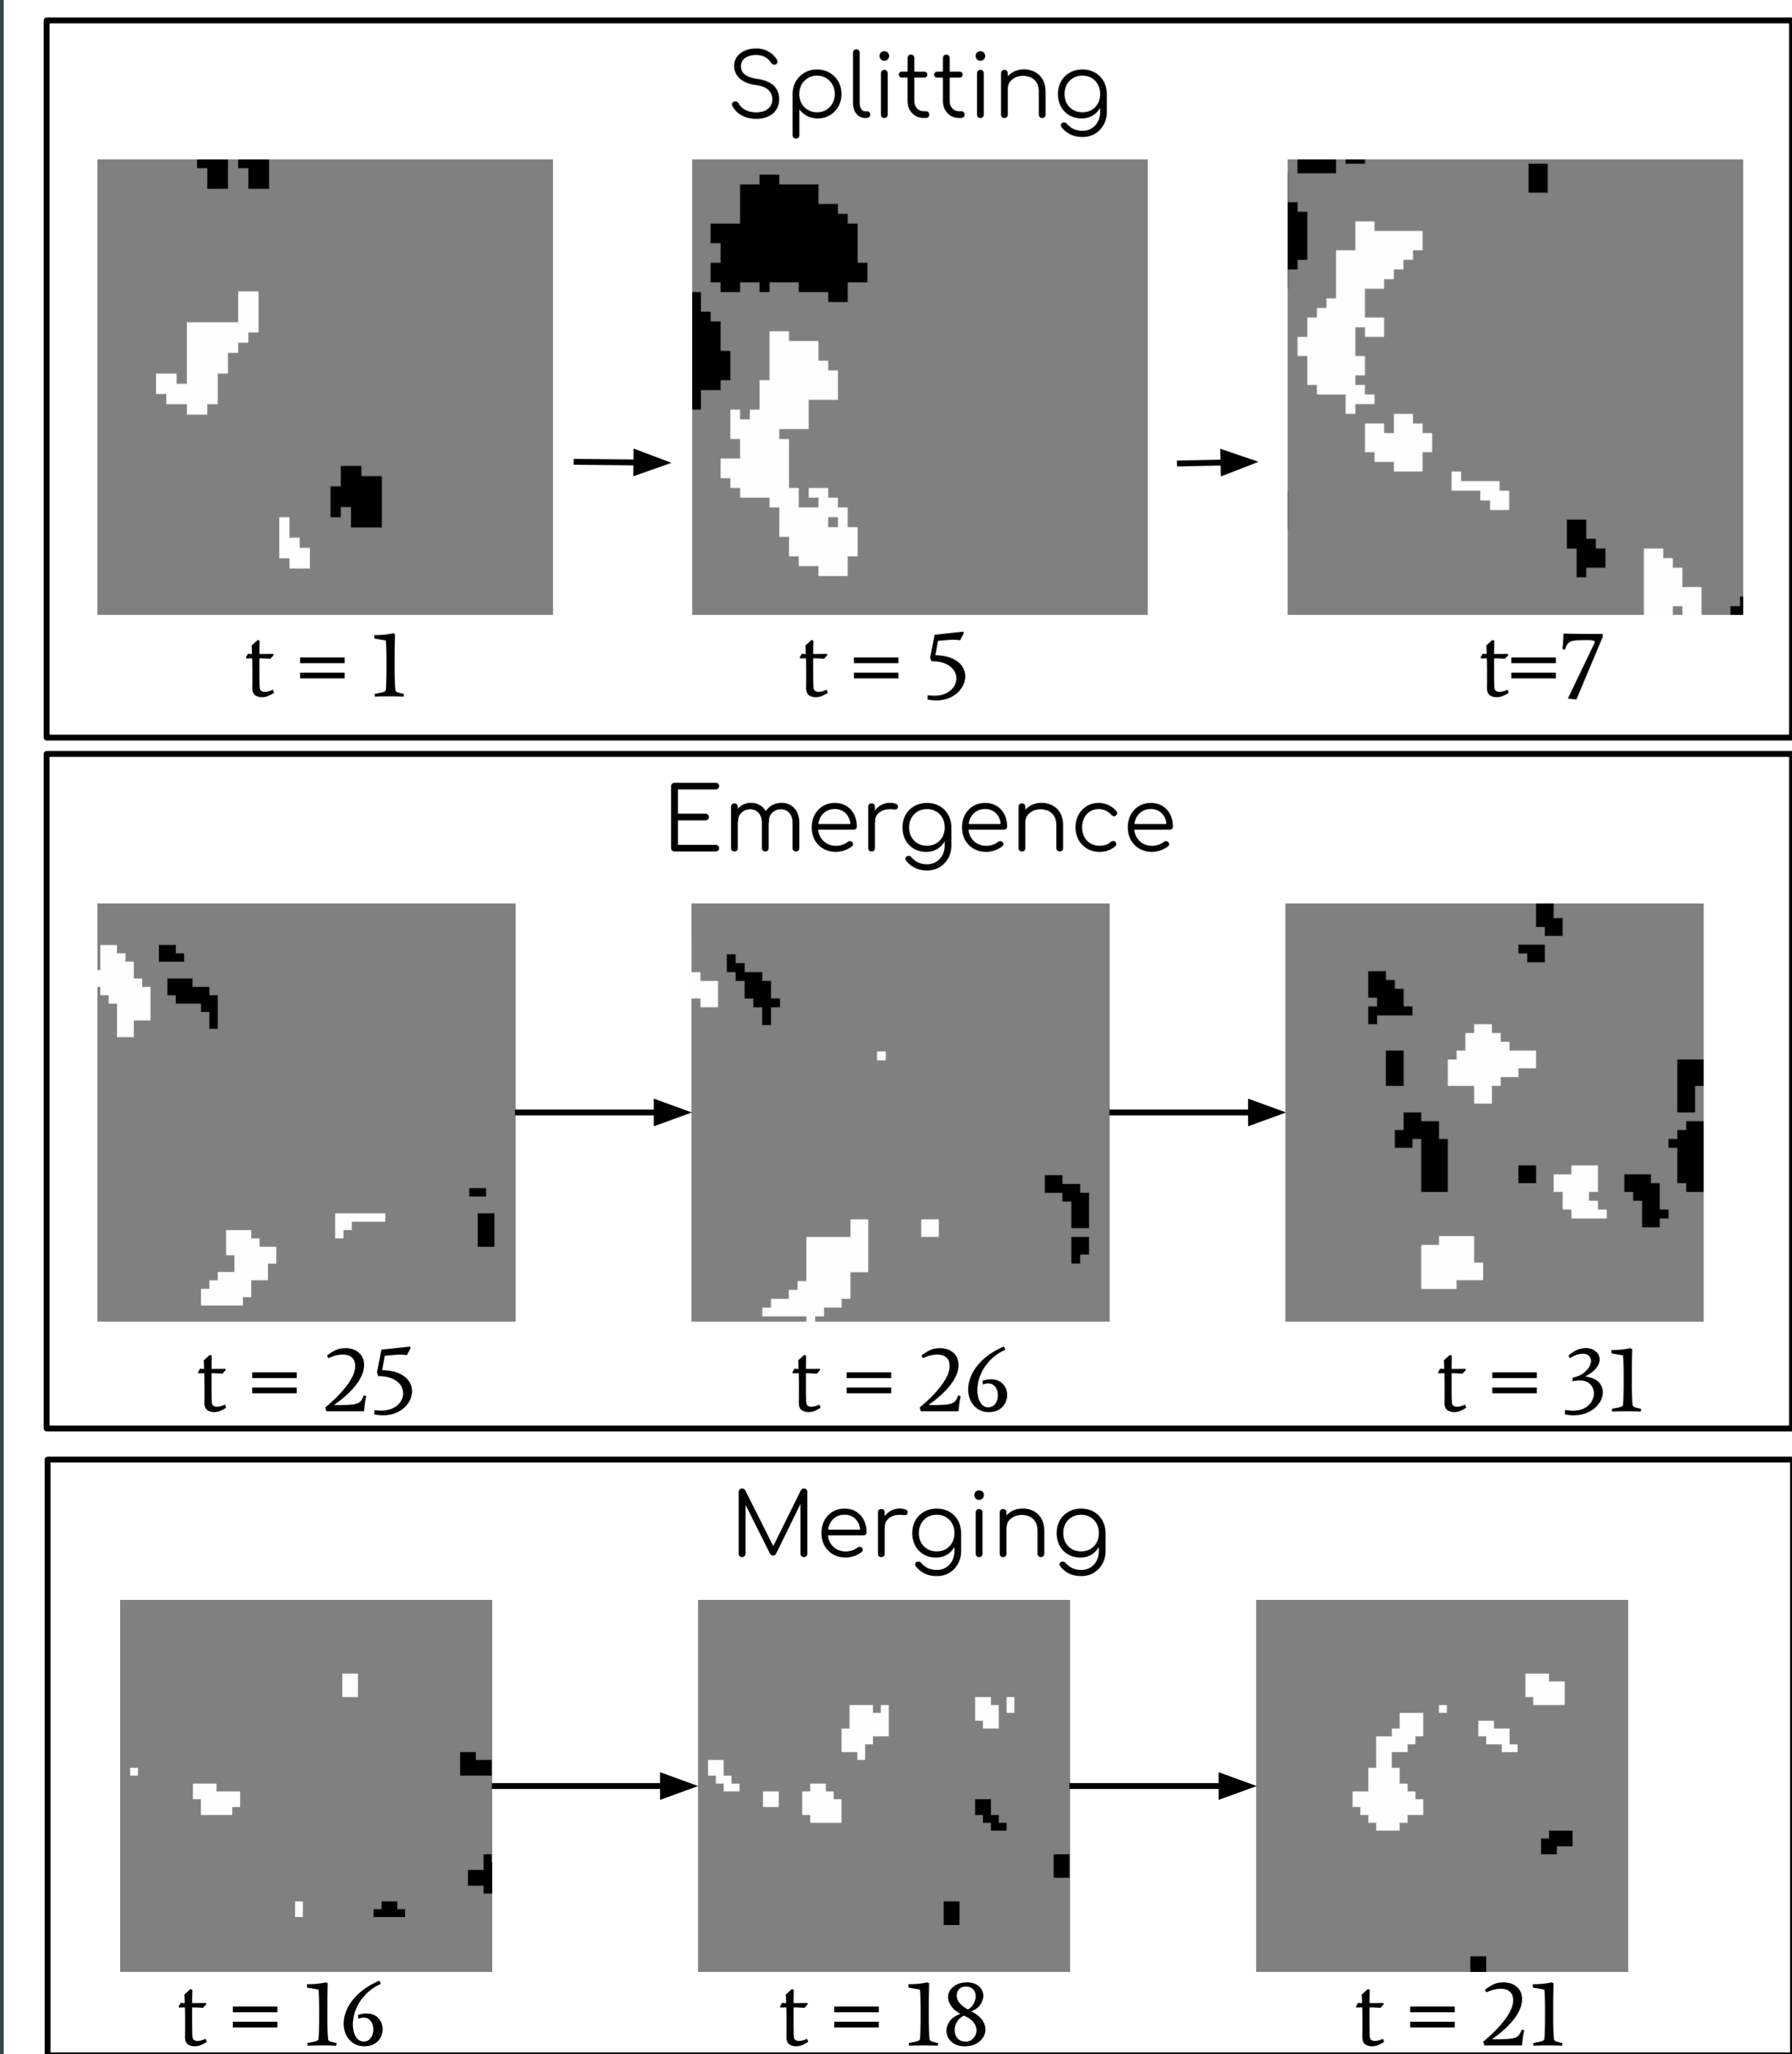 Splitting
t = 1
t = 5
t=7
Emergence
t = 25
t = 26
t = 31
Merging
t = 16
t = 18
t = 21